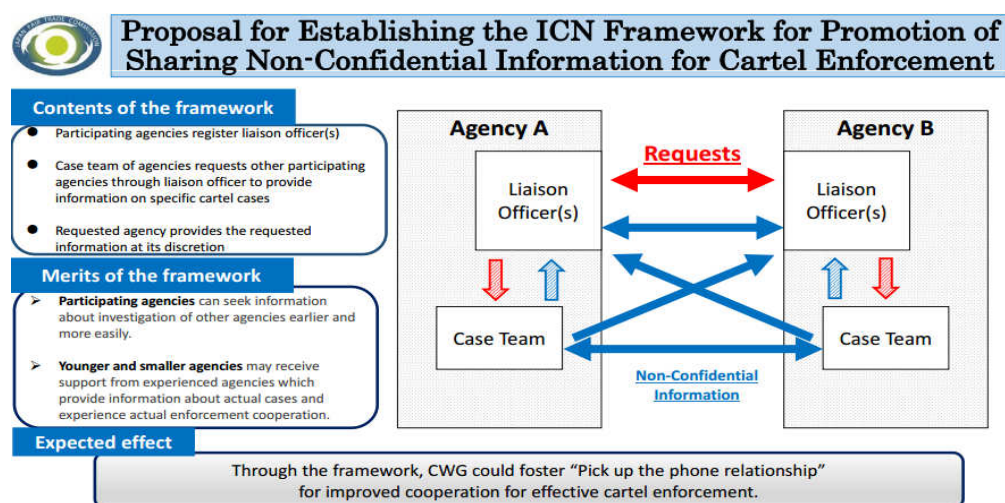 JAPAN FAIR TRADE COMMISSION
Proposal for Establishing the ICN Framework for Promotion of
Sharing Non-Confidential Information for Cartel Enforcement
Contents of the framework
● Participating agencies register liaison officer(s)
● Case team of agencies requests other participating
agencies through liaison officer to provide
information on specific cartel cases
● Requested agency provides the requested
information at its discretion
Merits of the framework
➢ Participating agencies can seek information
about investigation of other agencies earlier and
more easily.
➢ Younger and smaller agencies may receive
support from experienced agencies which
provide information about actual cases and
experience actual enforcement cooperation.
Agency A
Agency B
Requests
Liaison
Officer(s)
Liaison
Officer(s)
Case Team
Case Team
Non-Confidential
Information
Expected effect
Through the framework, CWG could foster “Pick up the phone relationship”
for improved cooperation for effective cartel enforcement.